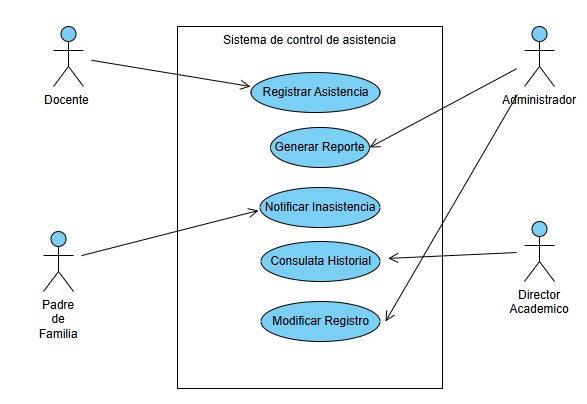 Sistema de control de asistencia
Docente
Registrar Asistencia
Administrador
Generar Reporte
Notificar Inasistencia
Consulata Historial
Padre
de
Familia
Director
Academico
Modificar Registro